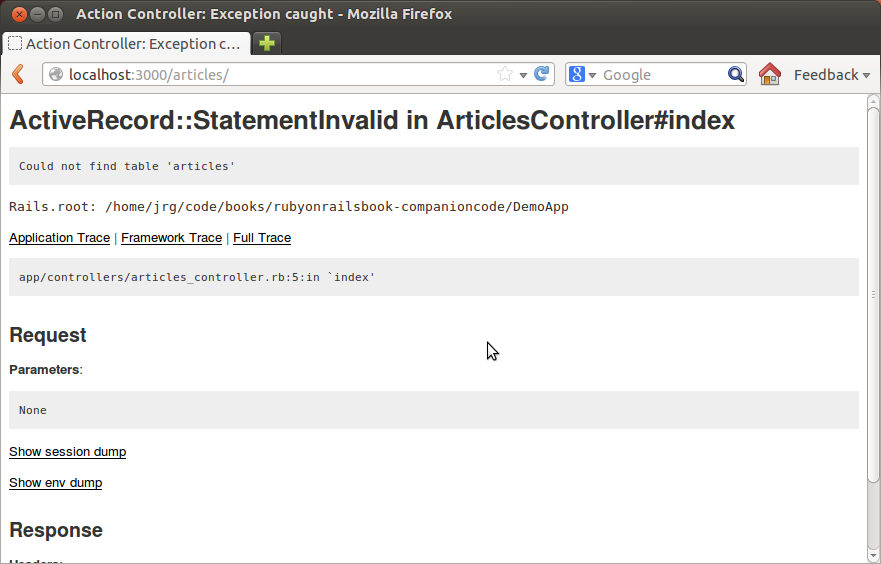 Action Controller: Exception caught - Mozilla Firefox
Action Controller: Exception c...
localhost:3000/articles/
Google
Feedback
ActiveRecord::StatementInvalid in ArticlesController#index
Could not find table 'articles'
Rails.root: /home/jrg/code/books/rubyonrailsbook-companioncode/DemoApp
Application Trace | Framework Trace | Full Trace
app/controllers/articles_controller.rb:5:in `index'
Request
Parameters:
None
Show session dump
Show env dump
Response
Headers: